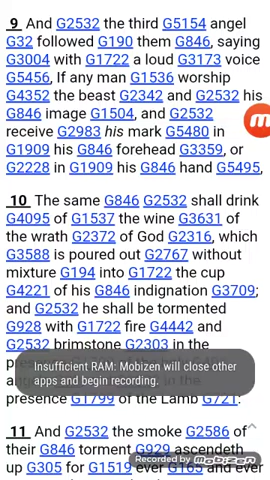 9 And G2532 the third G5154 angel
G32 followed G190 them G846, saying
G3004 with G1722 a loud G3173 voice
G5456, If any man G1536 worship
G4352 the beast G2342 and G2532 his
G846 image G1504, and G2532
receive G2983 his mark G5480 in
G1909 his G846 forehead G3359, or
G2228 in G1909 his G846 hand G5495,
10 The same G846 G2532 shall drink
G4095 of G1537 the wine G3631 of
the wrath G2372 of God G2316, which
G3588 is poured out G2767 without
mixture G194 into G1722 the cup
G4221 of his G846 indignation G3709;
and G2532 he shall be tormented
G928 with G1722 fire G4442 and
G2532 brimstone G2303 in the
Insufficient RAM: Mobizen will close other
apps and begin recording.
presence G1799 of the Lamb G721:
11 And G2532 the smoke G2586 of
their G846 torment G929 ascendeth
up G305 for G1519 ever G165 and ever
Recorded by MOBIZEN